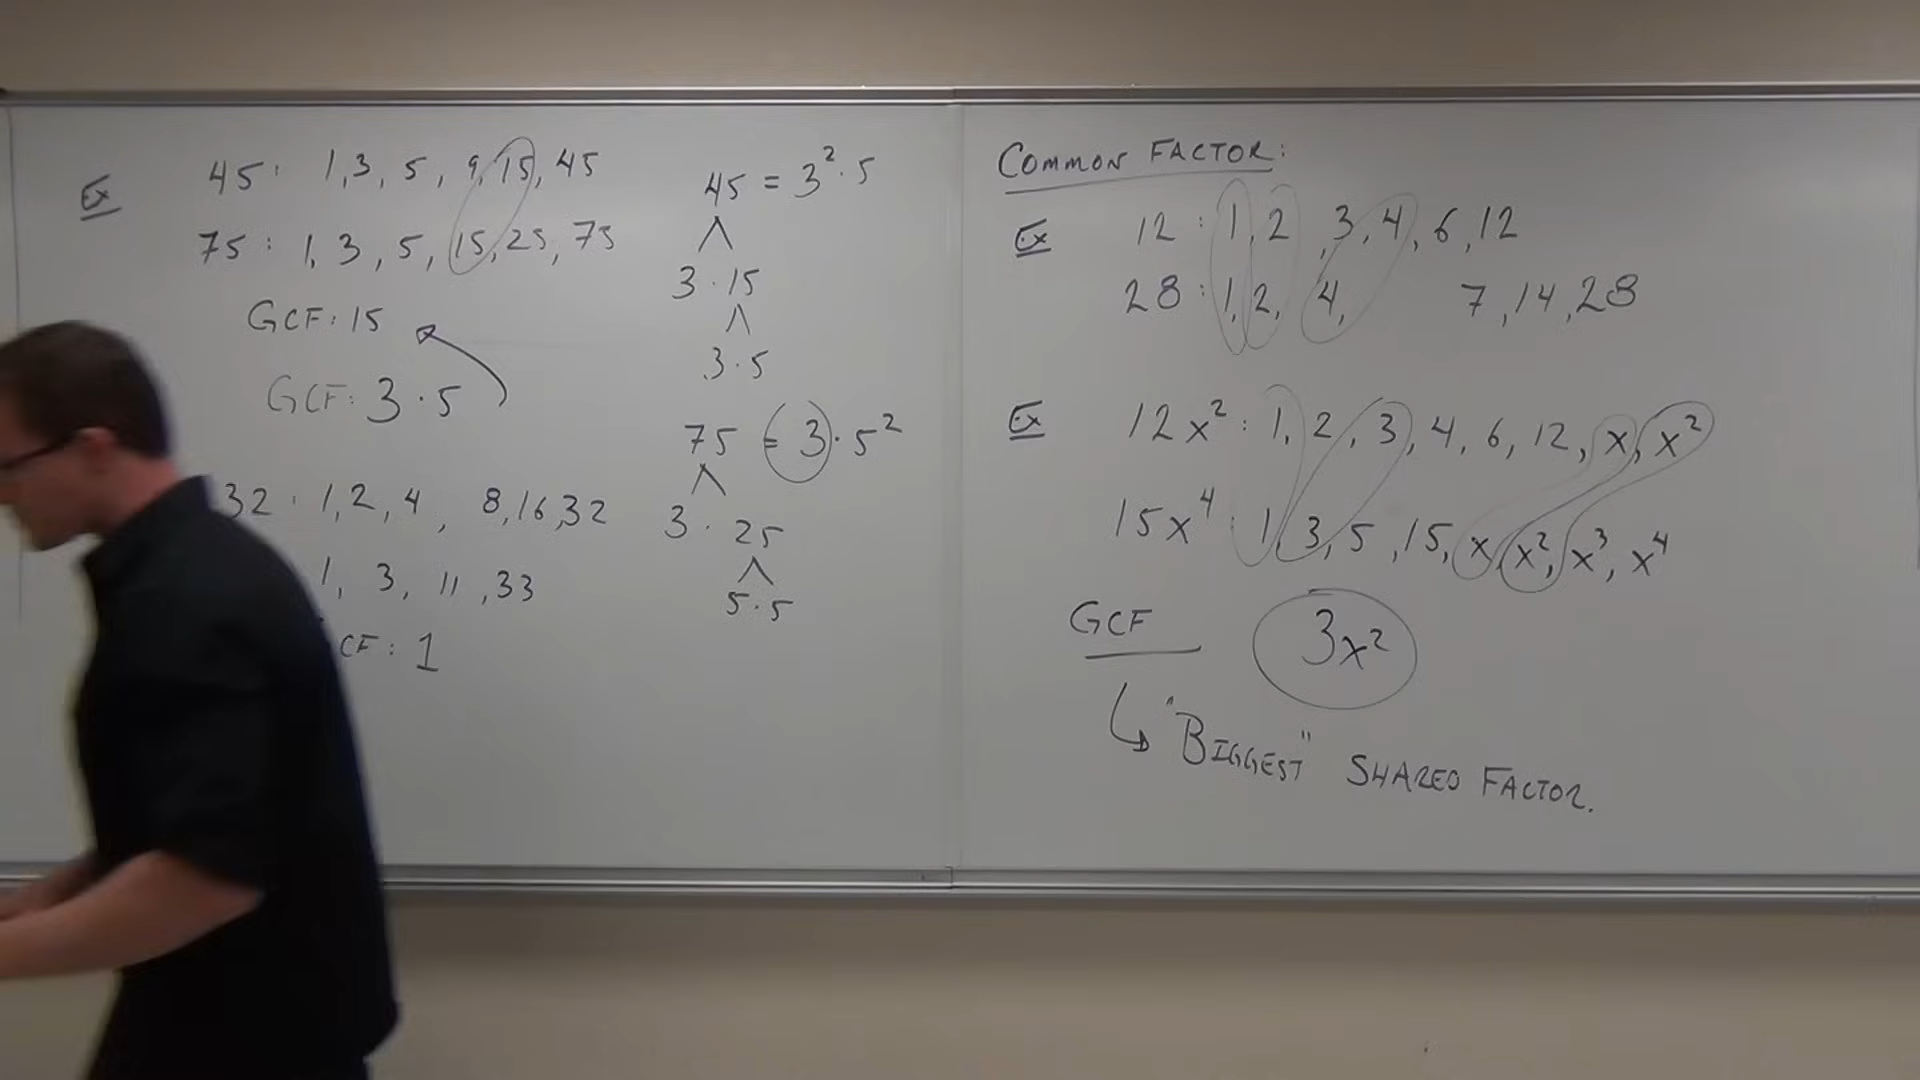 Ex
45: 1, 3, 5, 9, 15, 45
75: 1, 3, 5, 15, 25, 75
GCF: 15
GCF: 3 · 5
32: 1, 2, 4, 8, 16, 32
1, 3, 11, 33
CF: 1
45 = 3² · 5
3 · 15
3 · 5
75 = 3 · 5²
3 · 25
5 · 5
COMMON FACTOR:
Ex
12: 1, 2, 3, 4, 6, 12
28: 1, 2, 4, 7, 14, 28
Ex
12x²: 1, 2, 3, 4, 6, 12, x, x²
15x⁴: 1, 3, 5, 15, x, x², x³, x⁴
GCF 3x²
"BIGGEST" SHARED FACTOR.